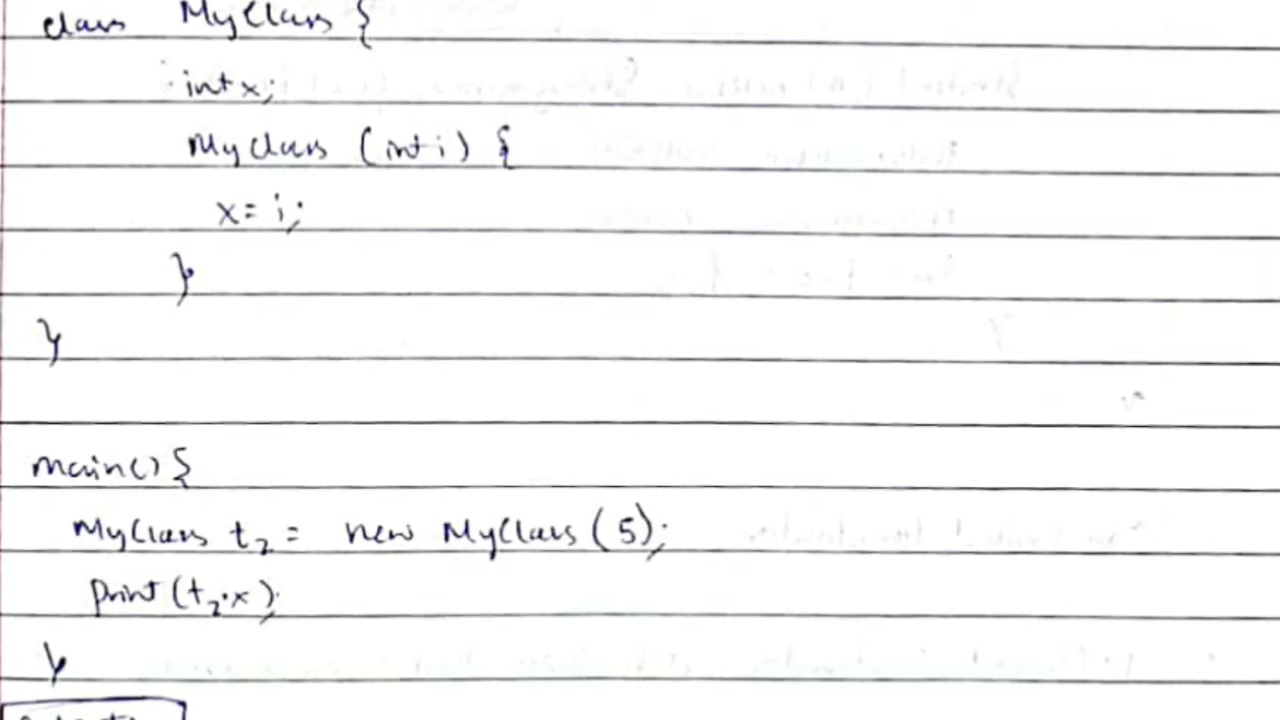 class MyClass {
int x;
MyClass (int i) {
x = i;
}
}
main() {
MyClass t2 = new MyClass (5);
print (t2.x);
}